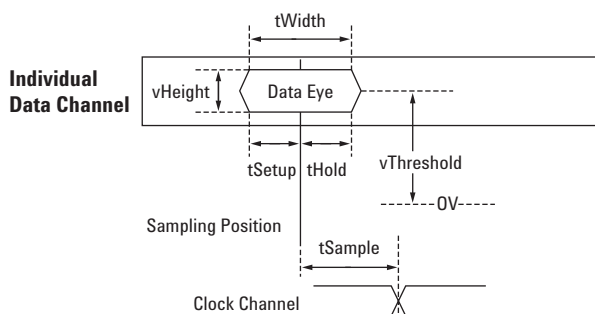 tWidth
Individual
Data Channel
vHeight
Data Eye
tSetup
tHold
vThreshold
0V
Sampling Position
tSample
Clock Channel